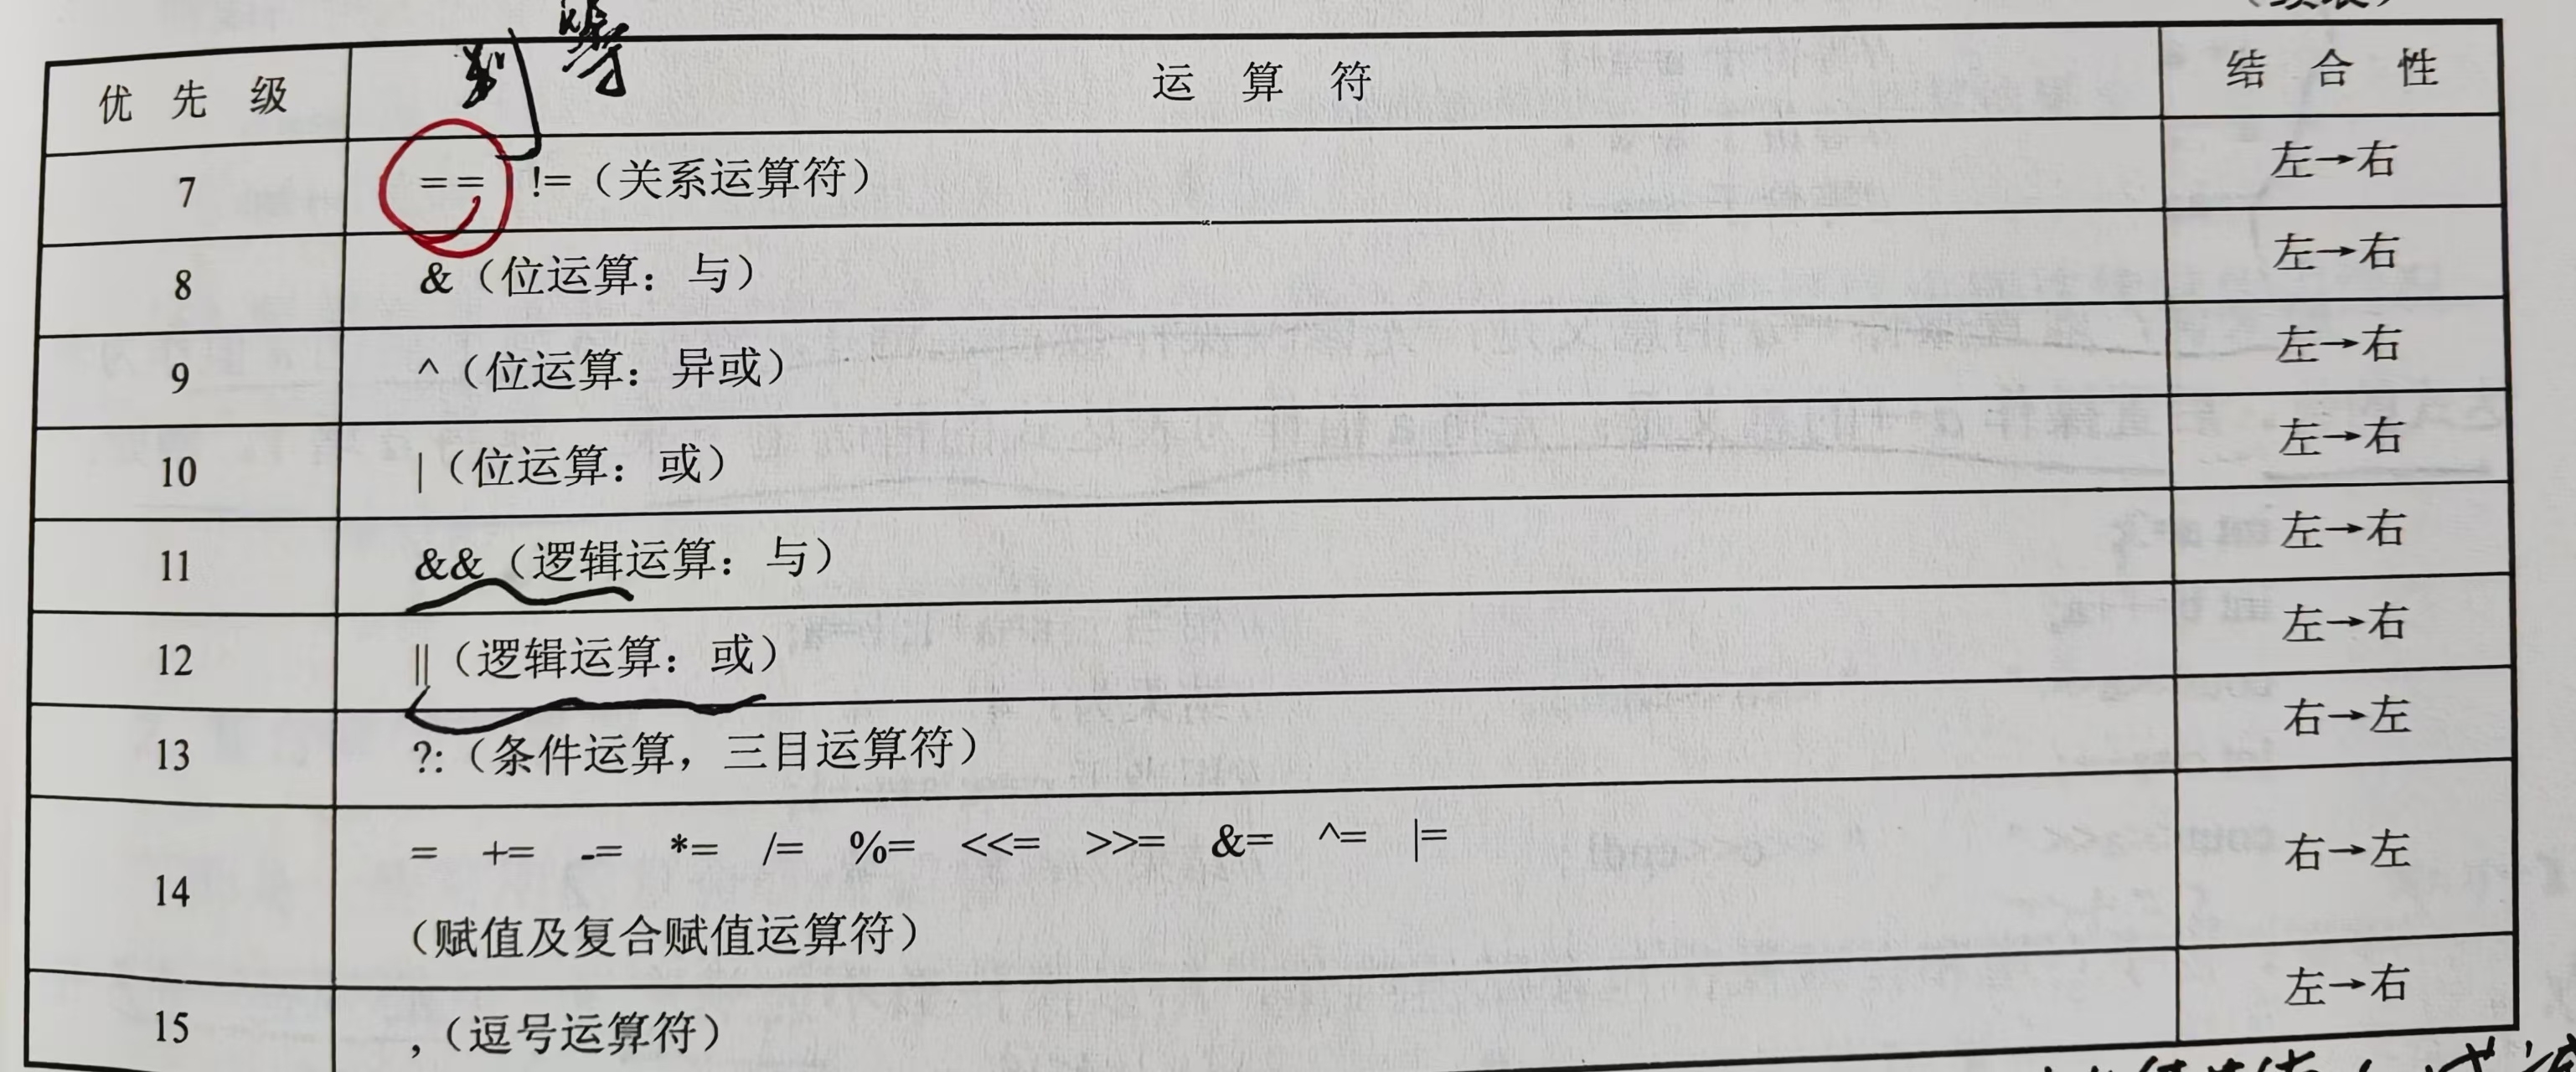 优 先 级 运 算 符 结 合 性
7 == != （关系运算符） 左→右
8 & （位运算：与） 左→右
9 ^ （位运算：异或） 左→右
10 | （位运算：或） 左→右
11 && （逻辑运算：与） 左→右
12 || （逻辑运算：或） 左→右
13 ?: （条件运算，三目运算符） 右→左
14 = += -= *= /= %= <<= >>= &= ^= |= 右→左
（赋值及复合赋值运算符）
15 , （逗号运算符） 左→右